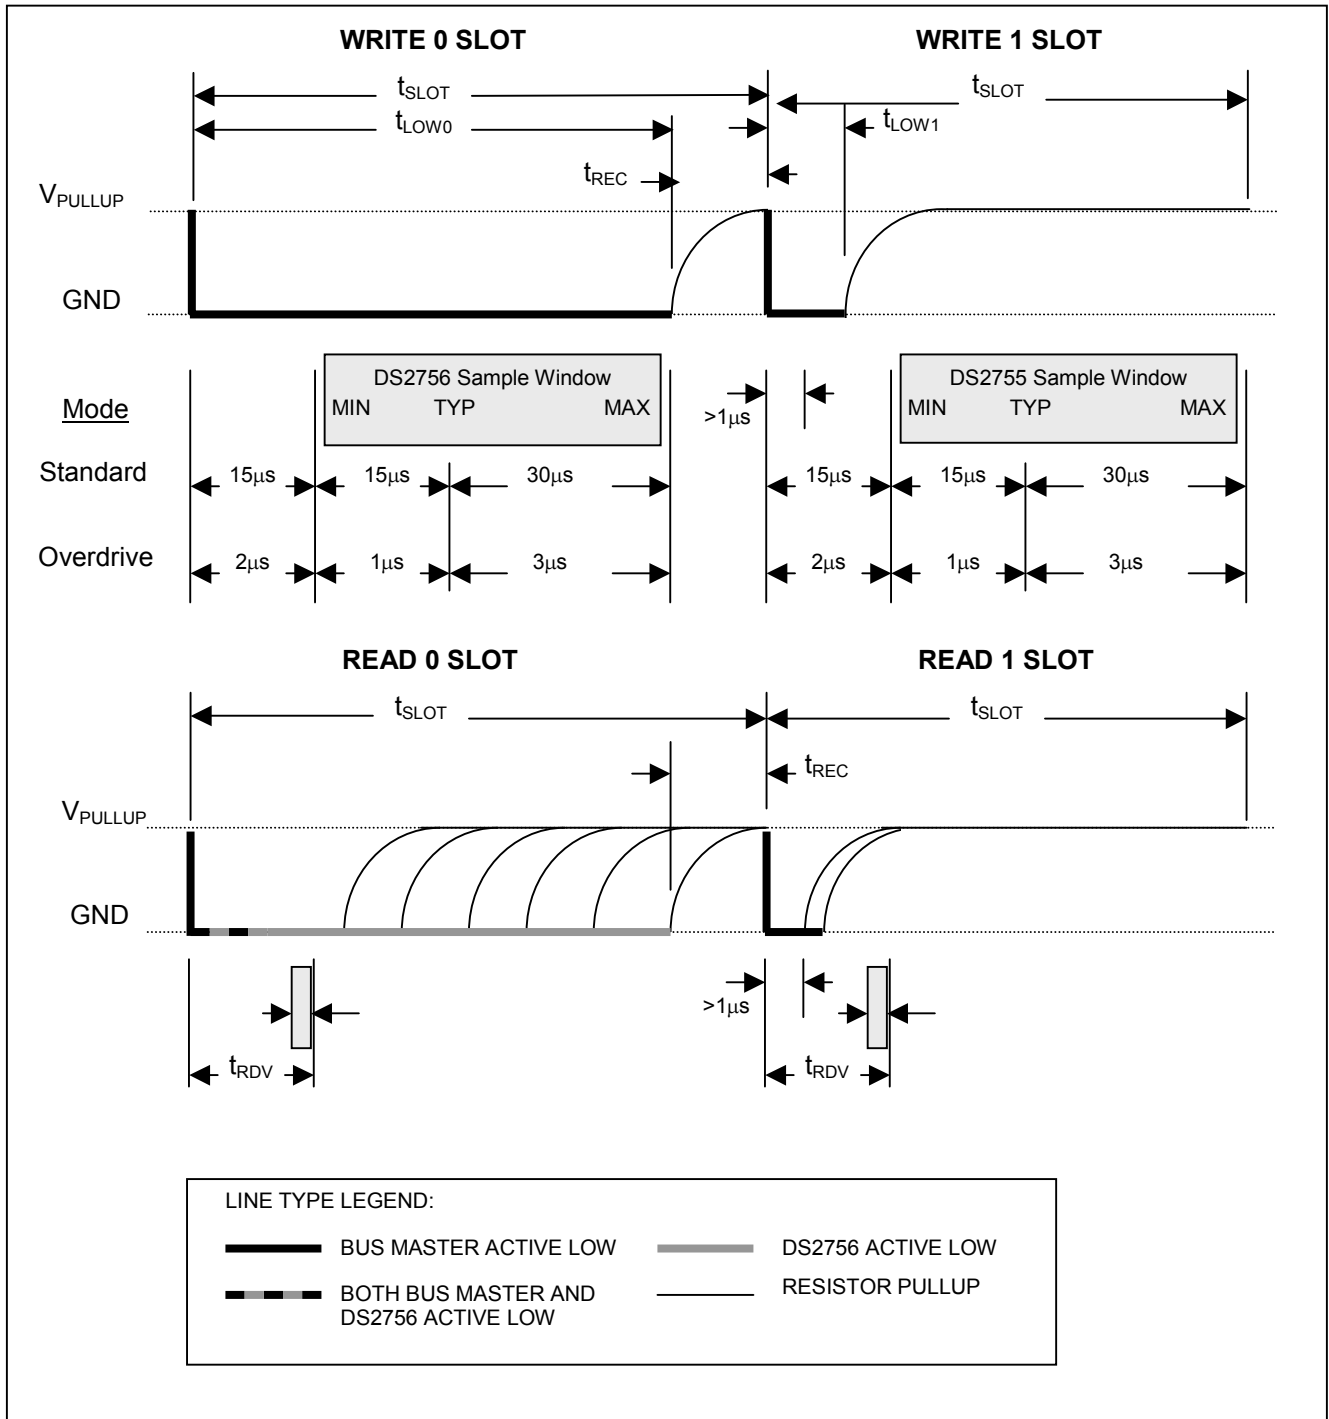 WRITE 0 SLOT WRITE 1 SLOT
tSLOT tSLOT
tLOW0 tLOW1
tREC
VPULLUP
GND
DS2756 Sample Window DS2755 Sample Window
Mode MIN TYP MAX >1µs MIN TYP MAX
Standard 15µs 15µs 30µs 15µs 15µs 30µs
Overdrive 2µs 1µs 3µs 2µs 1µs 3µs
READ 0 SLOT READ 1 SLOT
tSLOT tSLOT
tREC
VPULLUP
GND
>1µs
tRDV tRDV
LINE TYPE LEGEND:
BUS MASTER ACTIVE LOW DS2756 ACTIVE LOW
BOTH BUS MASTER AND RESISTOR PULLUP
DS2756 ACTIVE LOW